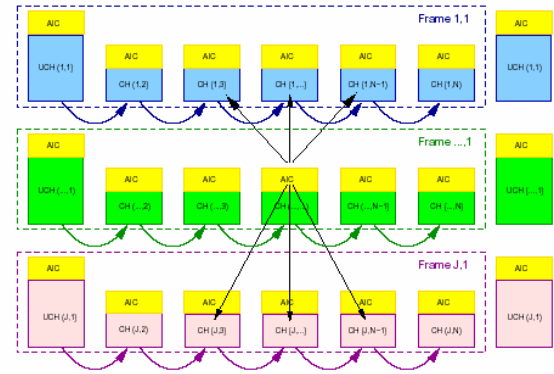 AIC Frame 1,1 AIC
AIC AIC AIC AIC AIC
UCH (1,1) CH (1,2) CH (1,3) CH (1,...) CH (1,N−1) CH (1,N) UCH (1,1)
AIC Frame ...,1 AIC
AIC AIC AIC AIC AIC
UCH (...,1) CH (...,2) CH (...,3) CH (...,...) CH (...,N−1) CH (...,N) UCH (...,1)
AIC Frame J,1 AIC
AIC AIC AIC AIC AIC
UCH (J,1) CH (J,2) CH (J,3) CH (J,...) CH (J,N−1) CH (J,N) UCH (J,1)